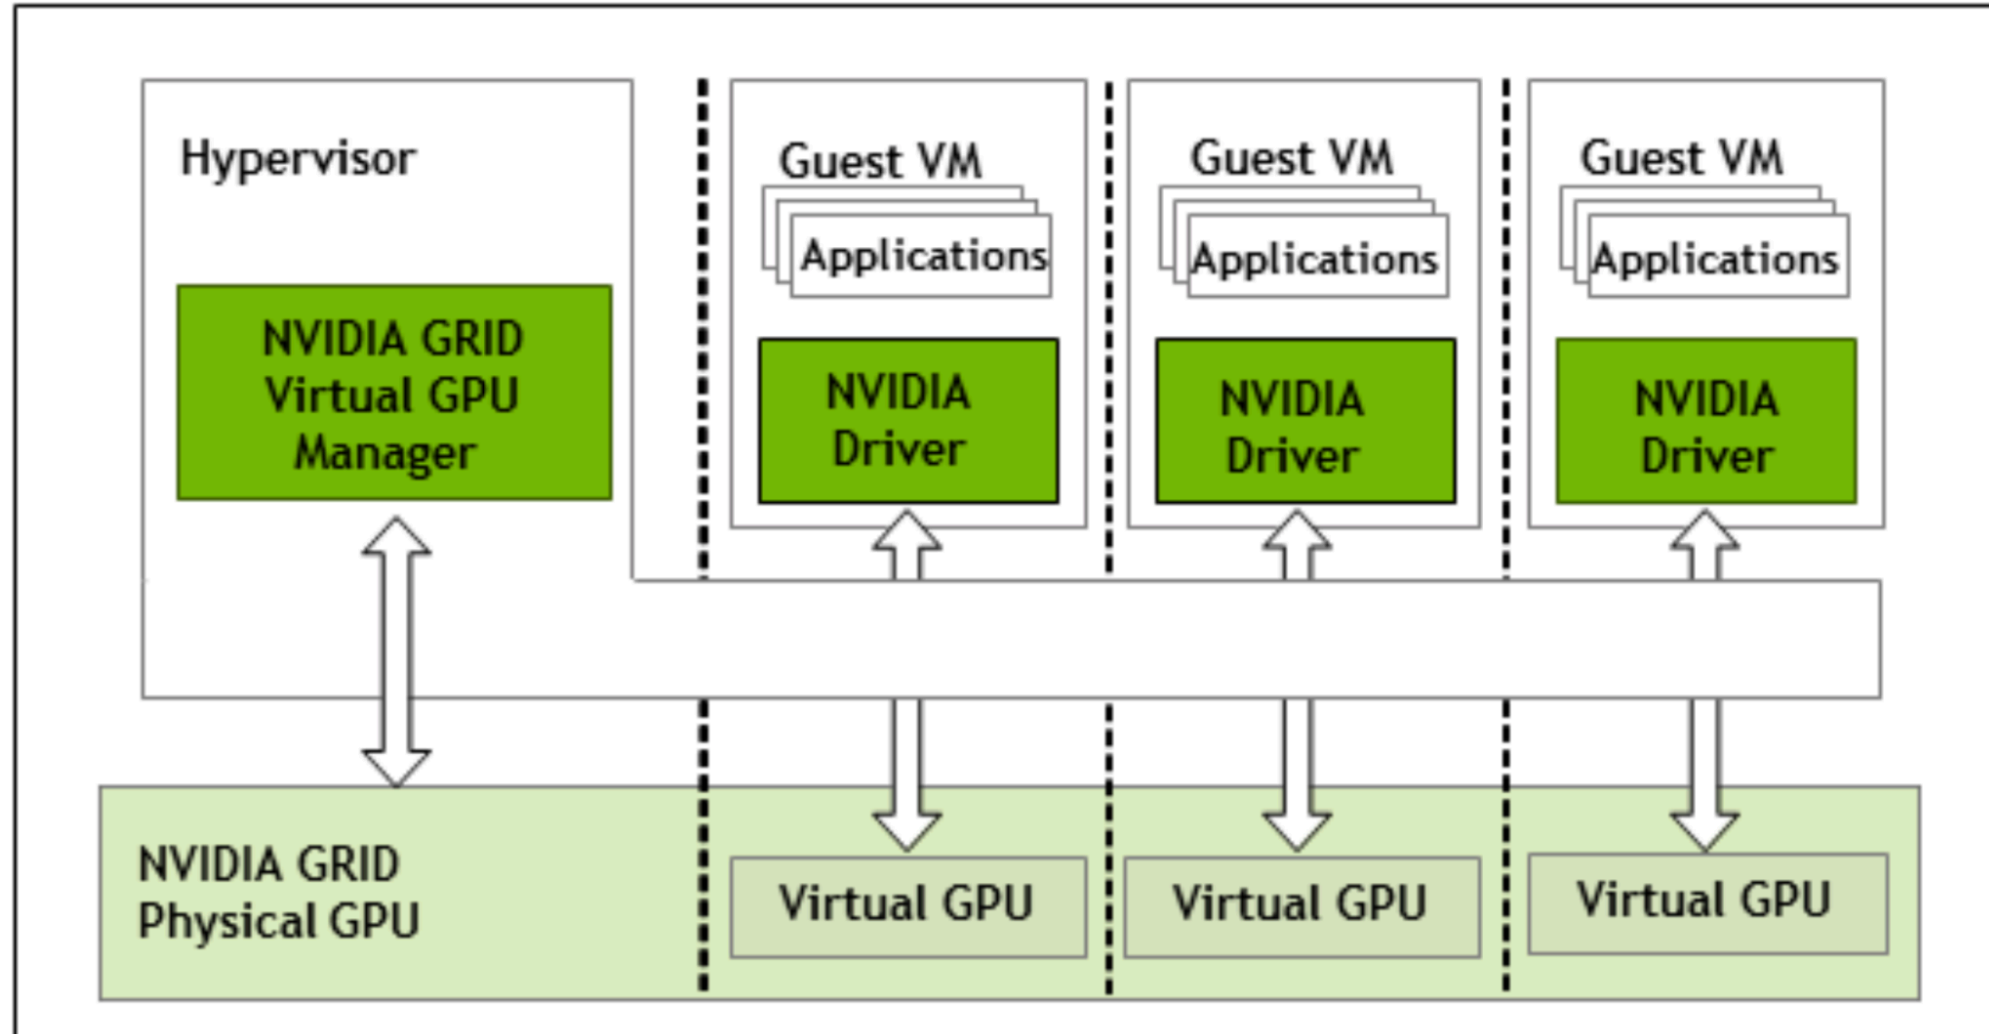 Hypervisor
NVIDIA GRID
Virtual GPU
Manager
Guest VM
Applications
NVIDIA
Driver
Guest VM
Applications
NVIDIA
Driver
Guest VM
Applications
NVIDIA
Driver
NVIDIA GRID
Physical GPU
Virtual GPU
Virtual GPU
Virtual GPU